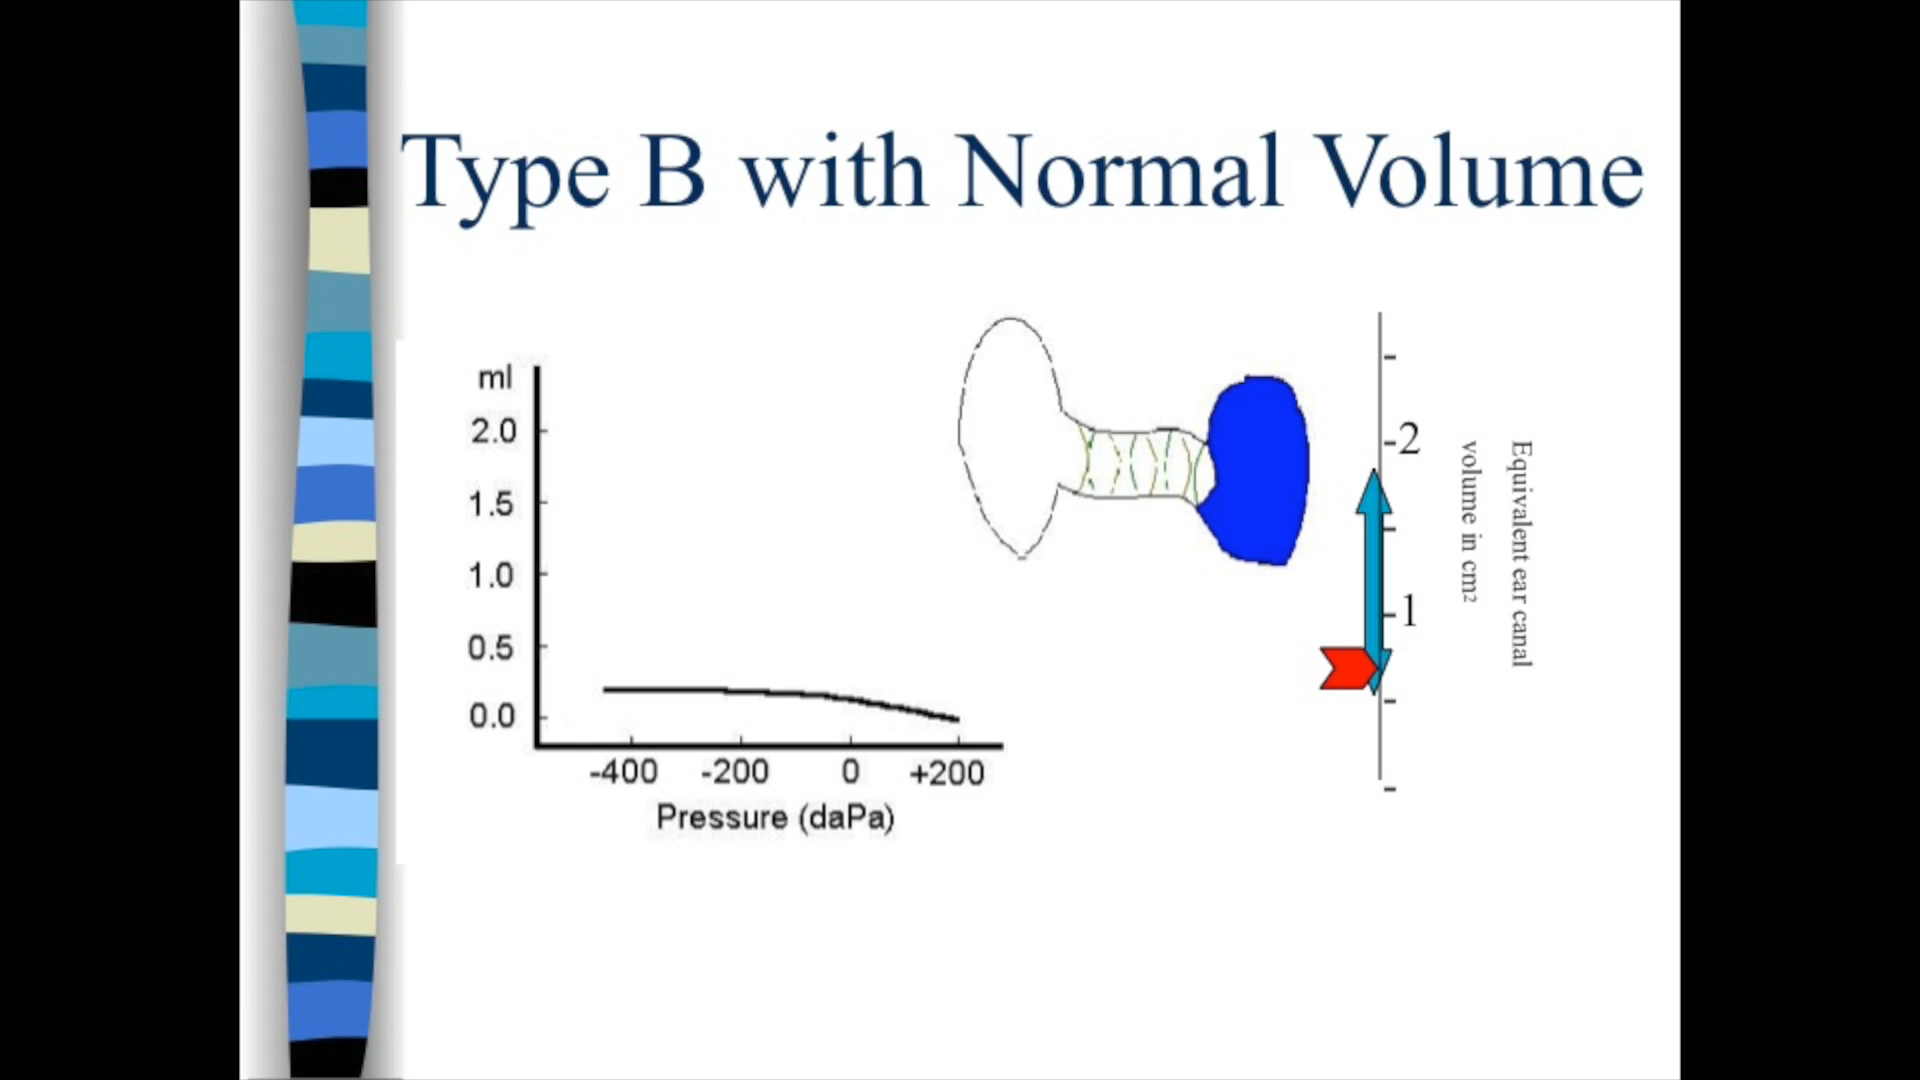 Type B with Normal Volume
ml
2.0
1.5
1.0
0.5
0.0
-400 -200 0 +200
Pressure (daPa)
2
1
Equivalent ear canal
volume in cm2